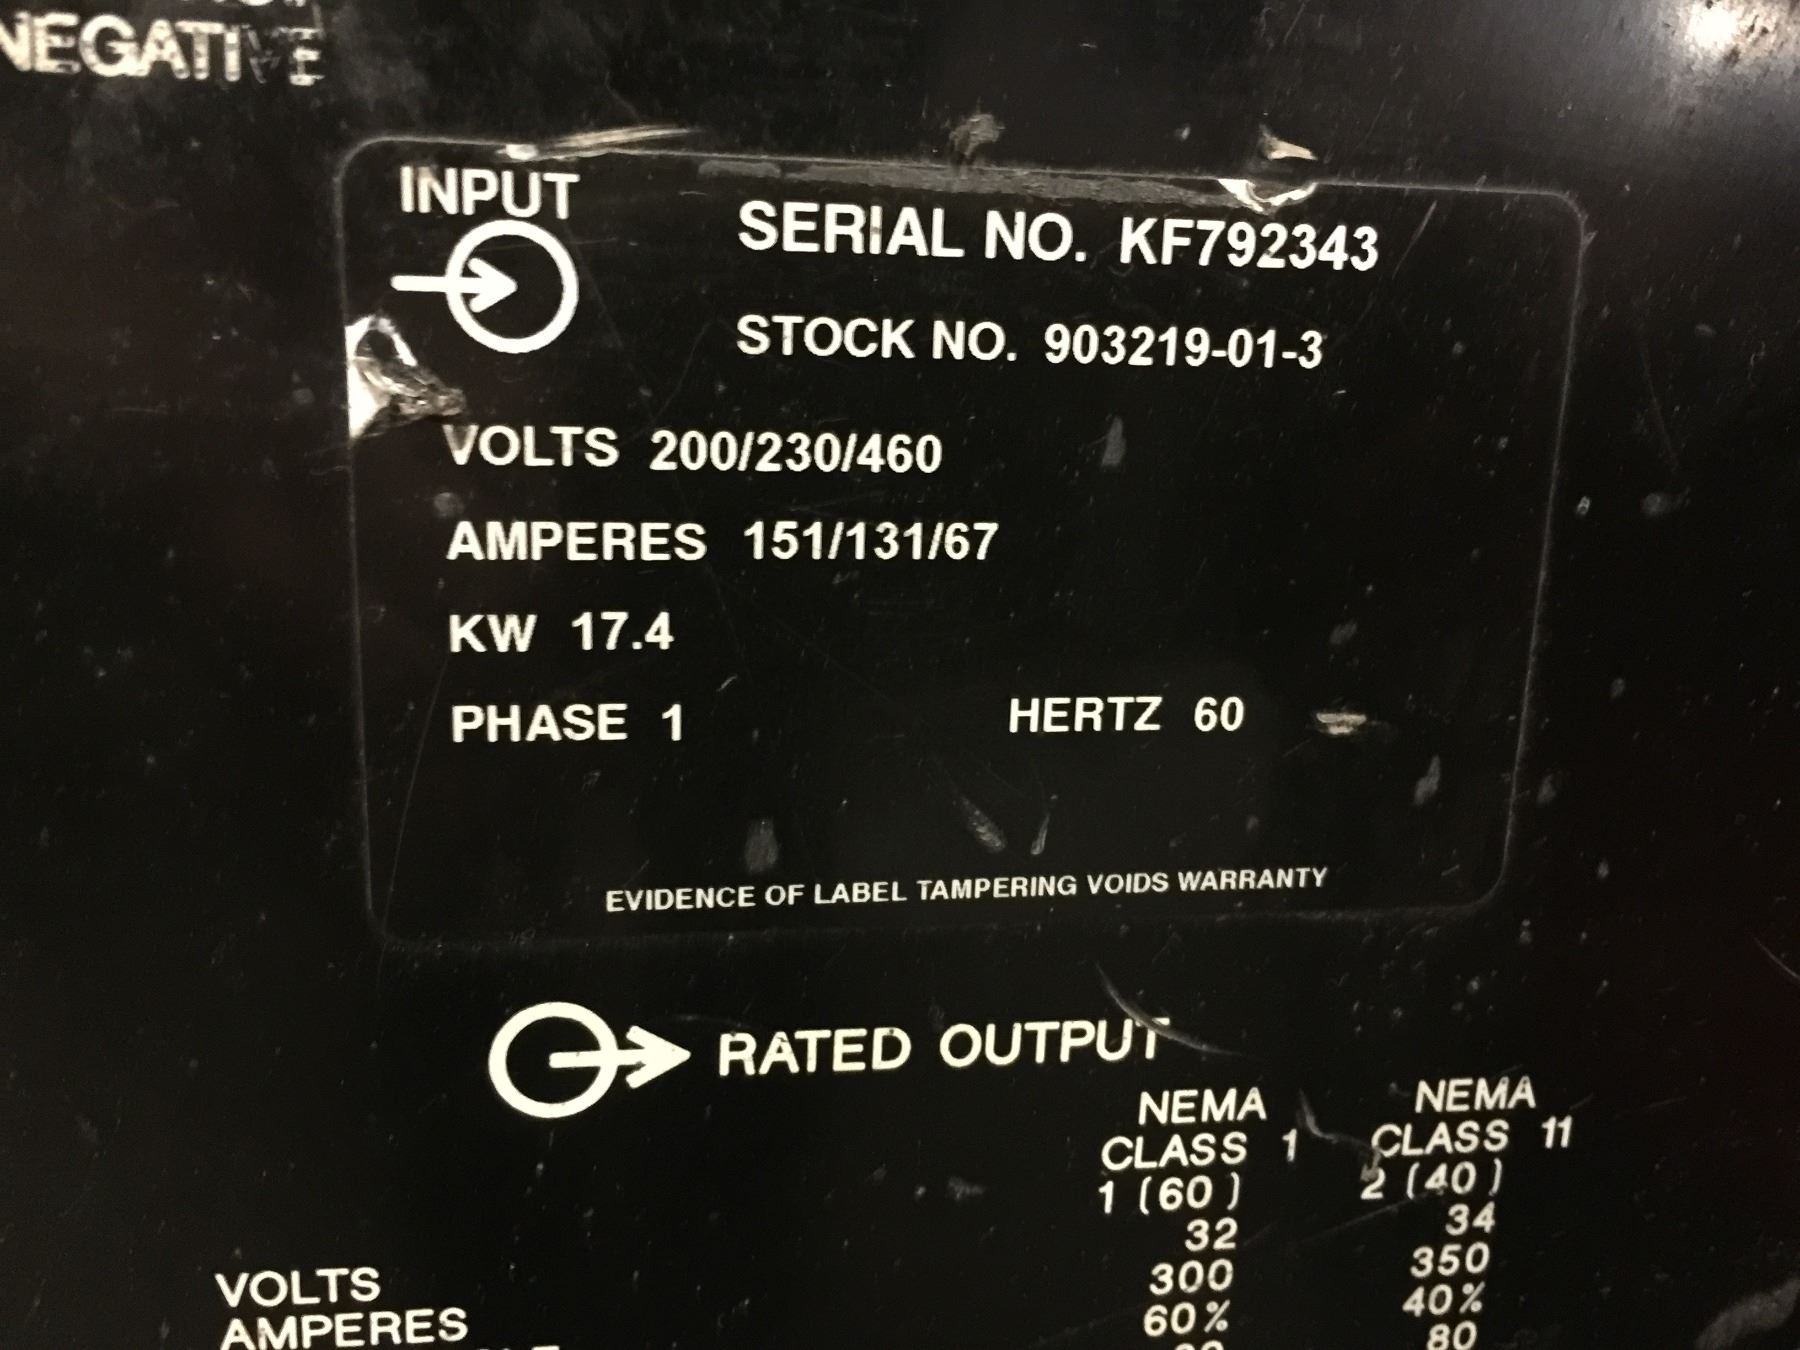 NEGATIVE
INPUT
SERIAL NO. KF792343
STOCK NO. 903219-01-3
VOLTS 200/230/460
AMPERES 151/131/67
KW 17.4
PHASE 1 HERTZ 60
EVIDENCE OF LABEL TAMPERING VOIDS WARRANTY
RATED OUTPUT
NEMA NEMA
CLASS 1 CLASS 11
1 (60) 2 (40)
32 34
VOLTS 300 350
AMPERES 60% 40%
80